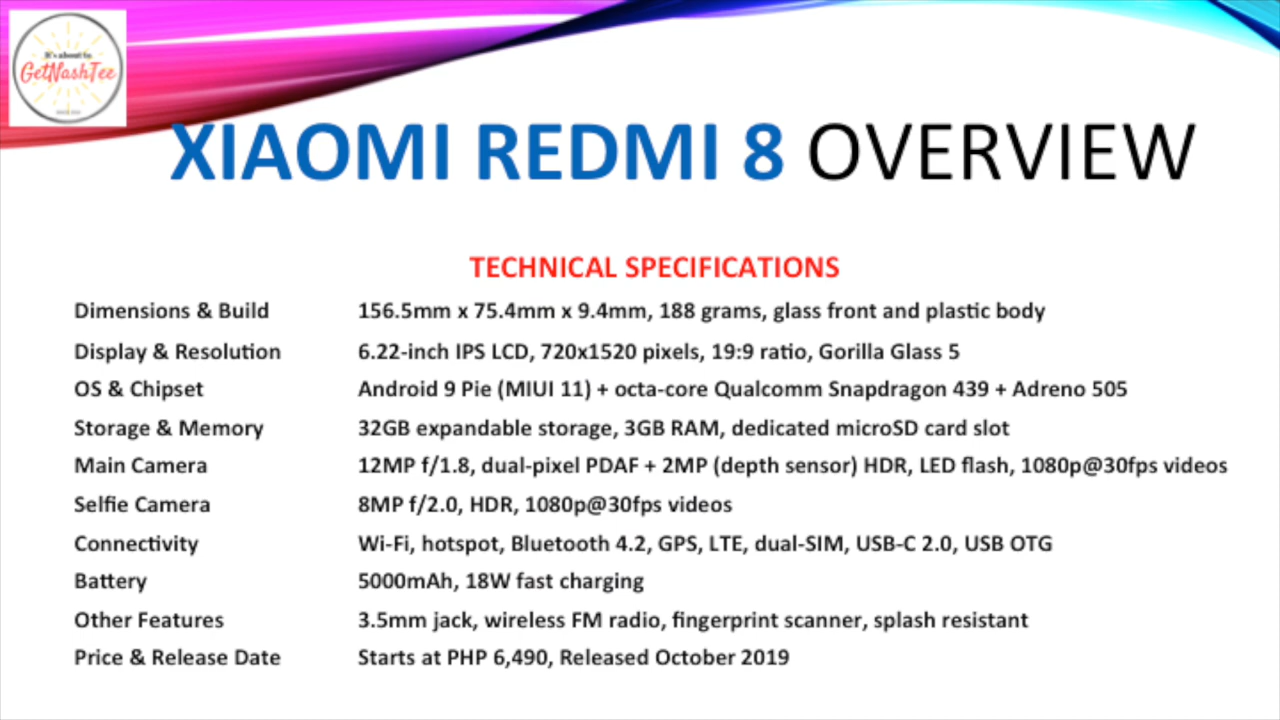 It's about to
GetNashTee
XIAOMI REDMI 8 OVERVIEW
TECHNICAL SPECIFICATIONS
Dimensions & Build 156.5mm x 75.4mm x 9.4mm, 188 grams, glass front and plastic body
Display & Resolution 6.22-inch IPS LCD, 720x1520 pixels, 19:9 ratio, Gorilla Glass 5
OS & Chipset Android 9 Pie (MIUI 11) + octa-core Qualcomm Snapdragon 439 + Adreno 505
Storage & Memory 32GB expandable storage, 3GB RAM, dedicated microSD card slot
Main Camera 12MP f/1.8, dual-pixel PDAF + 2MP (depth sensor) HDR, LED flash, 1080p@30fps videos
Selfie Camera 8MP f/2.0, HDR, 1080p@30fps videos
Connectivity Wi-Fi, hotspot, Bluetooth 4.2, GPS, LTE, dual-SIM, USB-C 2.0, USB OTG
Battery 5000mAh, 18W fast charging
Other Features 3.5mm jack, wireless FM radio, fingerprint scanner, splash resistant
Price & Release Date Starts at PHP 6,490, Released October 2019